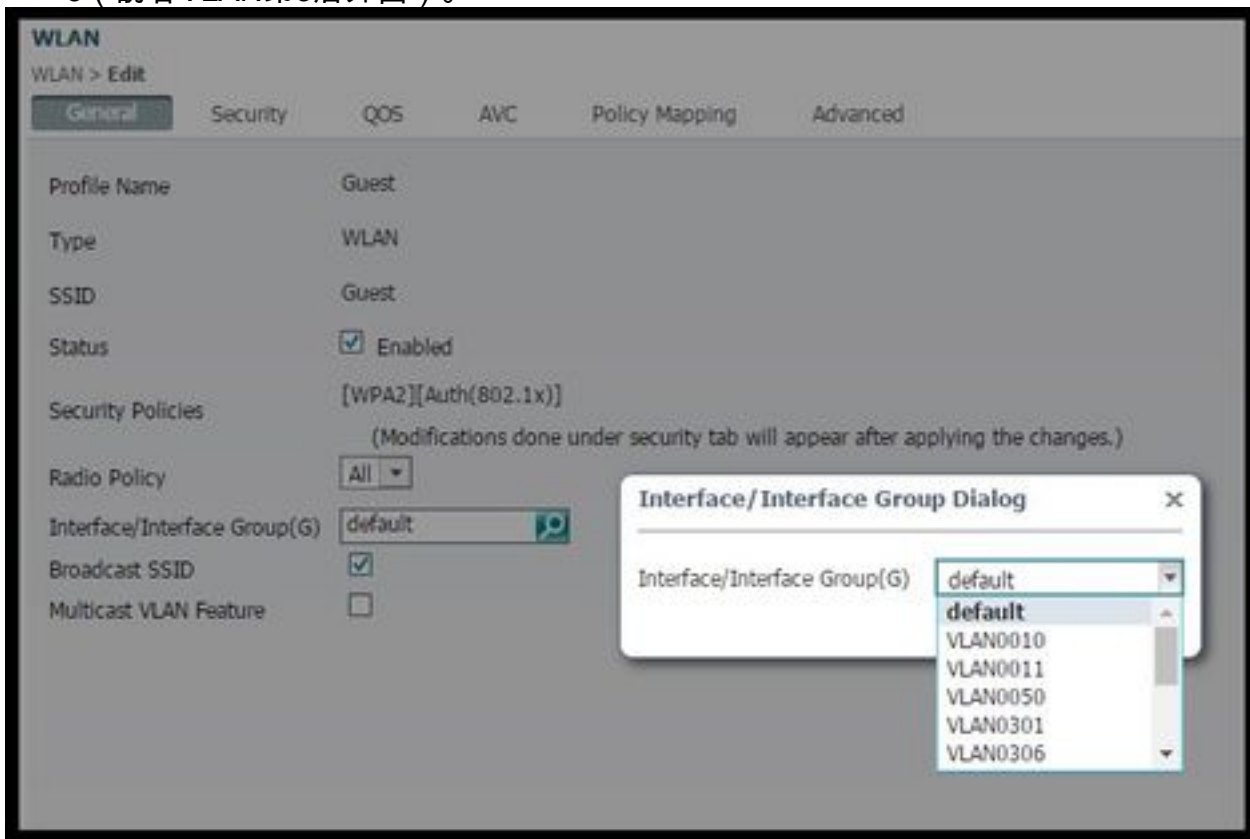 WLAN
WLAN > Edit
General Security QOS AVC Policy Mapping Advanced
Profile Name Guest
Type WLAN
SSID Guest
Status Enabled
Security Policies [WPA2][Auth(802.1x)]
(Modifications done under security tab will appear after applying the changes.)
Radio Policy All
Interface/Interface Group(G) default
Broadcast SSID
Multicast VLAN Feature
Interface/Interface Group Dialog
Interface/Interface Group(G) default
default
VLAN0010
VLAN0011
VLAN0050
VLAN0301
VLAN0306